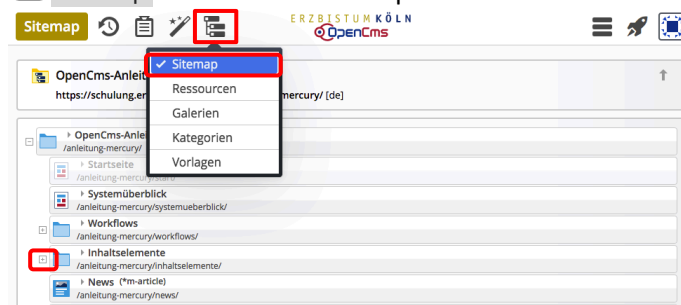 Sitemap
ERZBISTUM KÖLN
OpenCms
Sitemap
Ressourcen
Galerien
Kategorien
Vorlagen
OpenCms-Anleit
https://schulung.er mercury/ [de]
OpenCms-Anlei
/anleitung-mercury/
Startseite
/anleitung-mercury/start/
Systemüberblick
/anleitung-mercury/systemueberblick/
Workflows
/anleitung-mercury/workflows/
Inhaltselemente
/anleitung-mercury/inhaltselemente/
News (*m-article)
/anleitung-mercury/news/